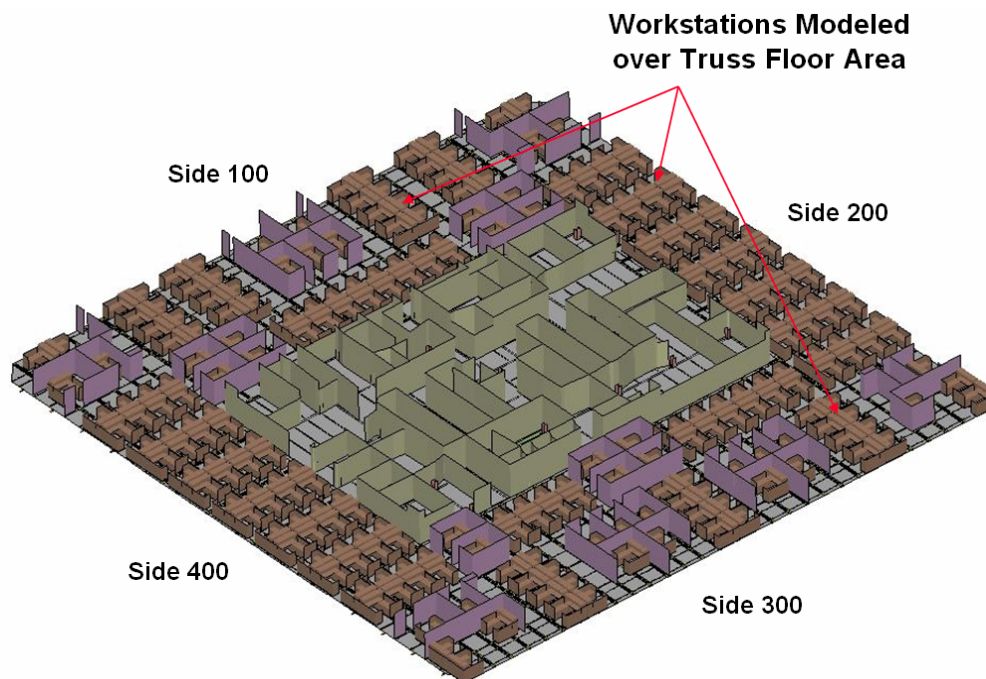 Workstations Modeled
over Truss Floor Area
Side 100
Side 200
Side 400
Side 300